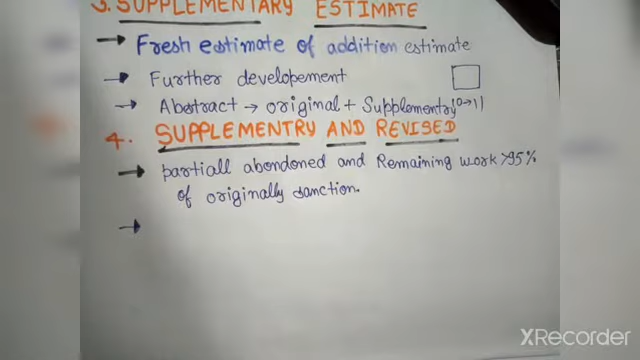 3. SUPPLEMENTARY ESTIMATE
→ Fresh estimate of addition estimate
→ Further developement
→ Abstract → original + Supplementry
4. SUPPLEMENTRY AND REVISED
→ partiall abondoned and Remaining work >95%
of originally sanction.
→
XRecorder